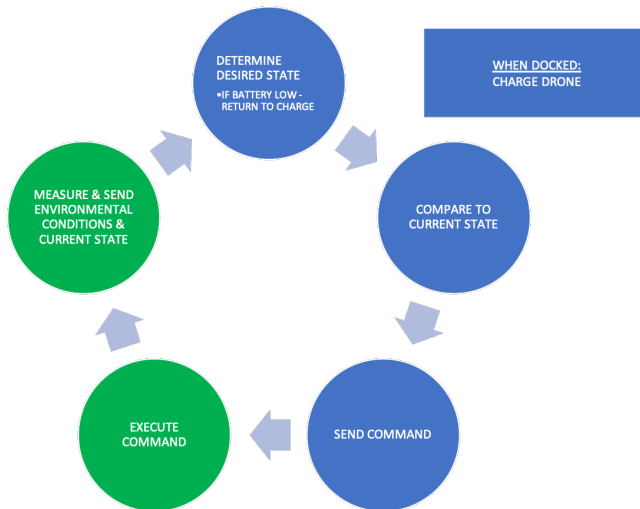 DETERMINE
DESIRED STATE
•IF BATTERY LOW -
RETURN TO CHARGE
WHEN DOCKED:
CHARGE DRONE
COMPARE TO
CURRENT STATE
SEND COMMAND
EXECUTE
COMMAND
MEASURE & SEND
ENVIRONMENTAL
CONDITIONS &
CURRENT STATE